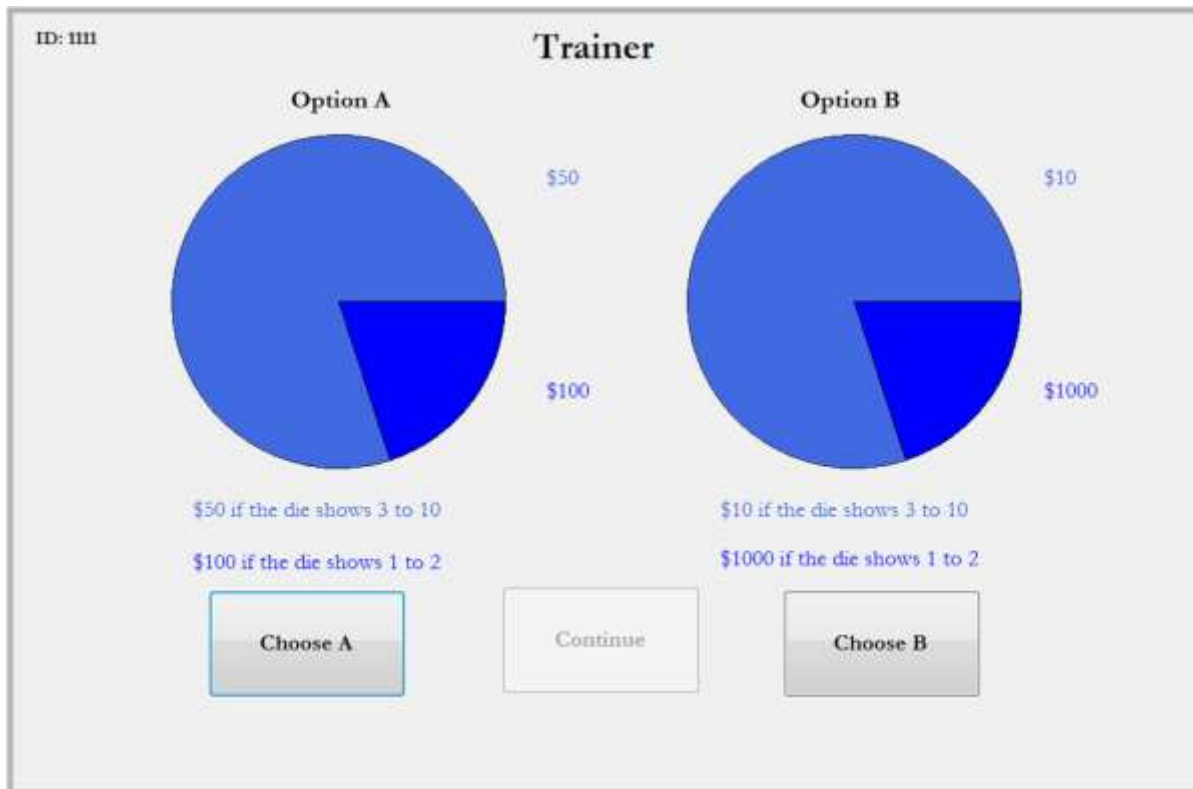 ID: 1111
Trainer
Option A
Option B
$50
$10
$100
$1000
$50 if the die shows 3 to 10
$10 if the die shows 3 to 10
$100 if the die shows 1 to 2
$1000 if the die shows 1 to 2
Choose A
Continue
Choose B